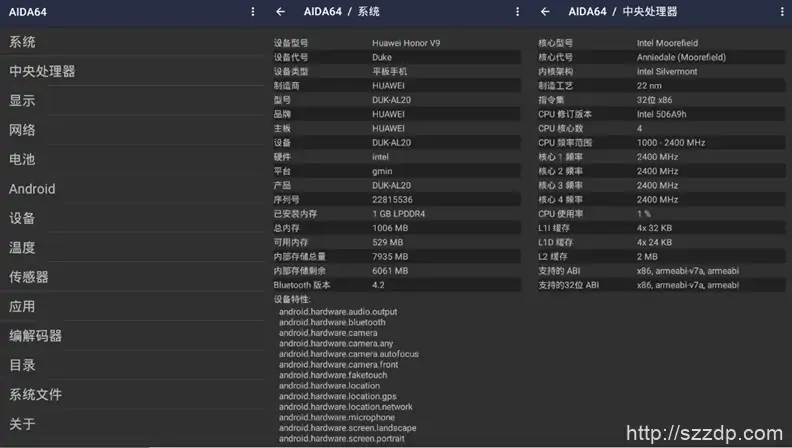 AIDA64
系统
中央处理器
显示
网络
电池
Android
设备
温度
传感器
应用
编解码器
目录
系统文件
关于
AIDA64 / 系统
设备型号 Huawei Honor V9
设备代号 Duke
设备类型 平板手机
制造商 HUAWEI
型号 DUK-AL20
品牌 HUAWEI
主板 HUAWEI
设备 DUK-AL20
硬件 intel
平台 gmin
产品 DUK-AL20
序列号 22815536
已安装内存 1 GB LPDDR4
总内存 1006 MB
可用内存 529 MB
内部存储总量 7935 MB
内部存储剩余 6061 MB
Bluetooth 版本 4.2
设备特性:
android.hardware.audio.output
android.hardware.bluetooth
android.hardware.camera
android.hardware.camera.any
android.hardware.camera.autofocus
android.hardware.camera.front
android.hardware.faketouch
android.hardware.location
android.hardware.location.gps
android.hardware.location.network
android.hardware.microphone
android.hardware.screen.landscape
android.hardware.screen.portrait
AIDA64 / 中央处理器
核心型号 Intel Moorefield
核心代号 Anniedale (Moorefield)
内核架构 Intel Silvermont
制造工艺 22 nm
指令集 32位 x86
CPU 修订版本 Intel 506A9h
CPU 核心数 4
CPU 频率范围 1000 - 2400 MHz
核心 1 频率 2400 MHz
核心 2 频率 2400 MHz
核心 3 频率 2400 MHz
核心 4 频率 2400 MHz
CPU 使用率 1 %
L1I 缓存 4x 32 KB
L1D 缓存 4x 24 KB
L2 缓存 2 MB
支持的 ABI x86, armeabi-v7a, armeabi
支持的32位 ABI x86, armeabi-v7a, armeabi
http://szzdp.com